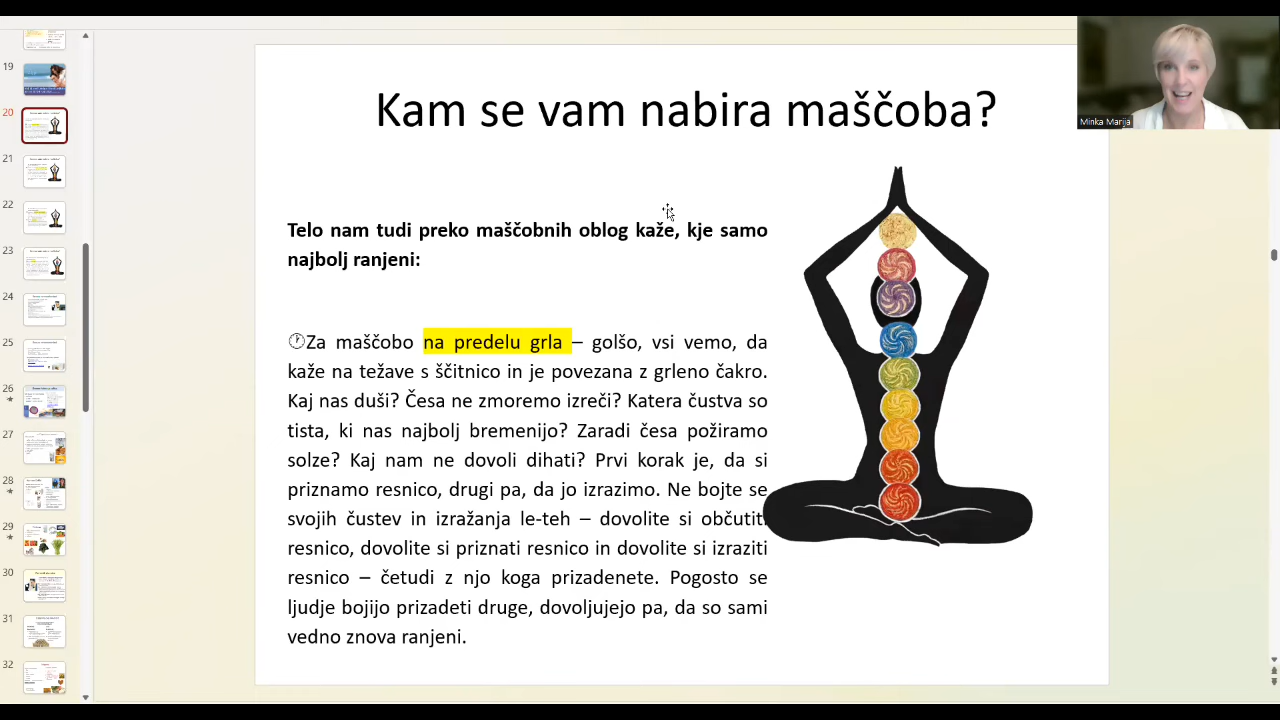 Kam se vam nabira maščoba?
Minka Marija
Telo nam tudi preko maščobnih oblog kaže, kje samo
najbolj ranjeni:
Za maščobo na predelu grla – golšo, vsi vemo, da
kaže na težave s ščitnico in je povezana z grleno čakro.
Kaj nas duši? Česa ne zmoremo izreči? Katera čustva so
tista, ki nas najbolj bremenijo? Zaradi česa požiramo
solze? Kaj nam ne dovoli dihati? Prvi korak je, da si
priznamo resnico, drugi pa, da jo izrazimo. Ne bojte se
svojih čustev in izražanja le-teh – dovolite si občutiti
resnico, dovolite si priznati resnico in dovolite si izraziti
resnico – četudi z njo koga prizadenete. Pogosto se
ljudje bojijo prizadeti druge, dovoljujejo pa, da so sami
vedno znova ranjeni.
19
20
21
22
23
25
26
28
29
32